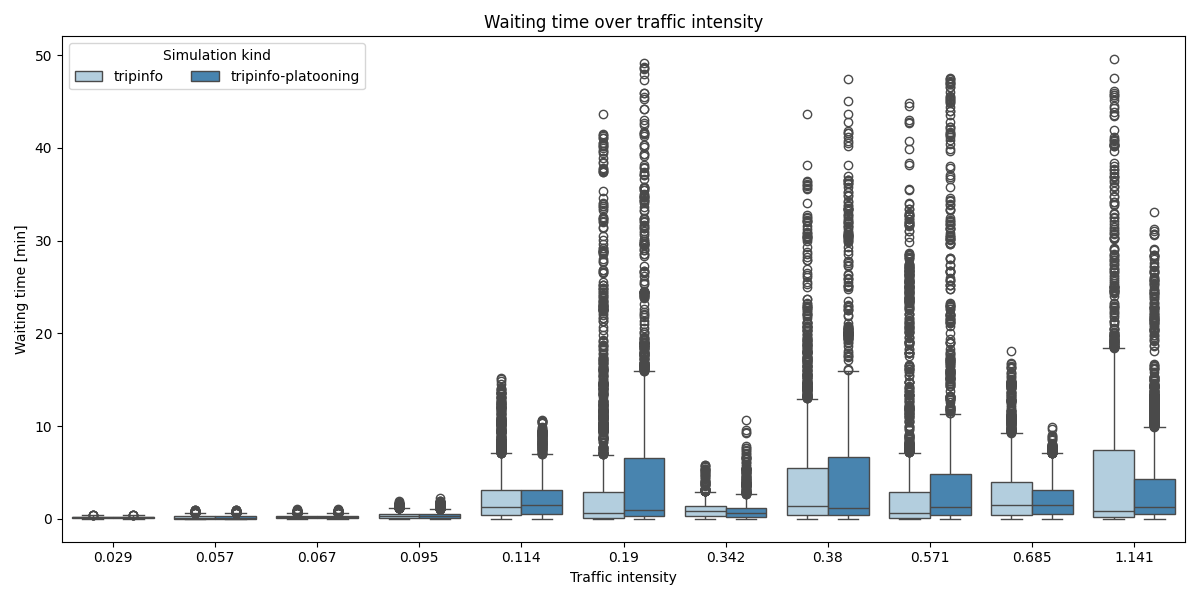 Waiting time over traffic intensity
Simulation kind
tripinfo tripinfo-platooning
Waiting time [min]
50
40
30
20
10
0
0.029 0.057 0.067 0.095 0.114 0.19 0.342 0.38 0.571 0.685 1.141
Traffic intensity